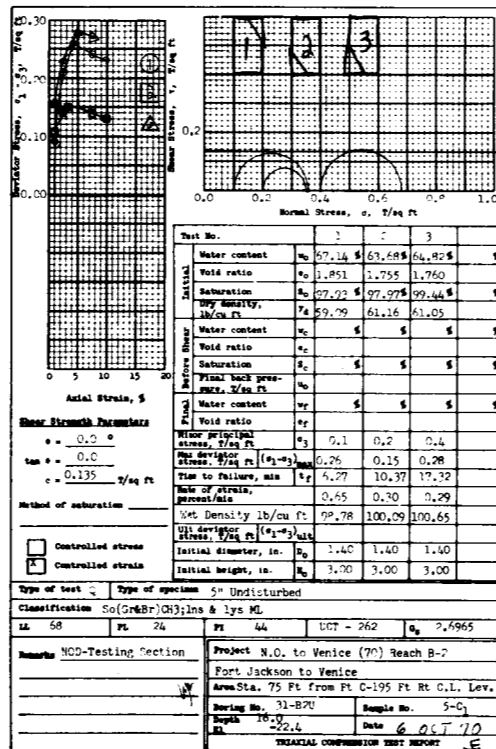 0.30
0.20
0.10
0.00
Deviator Stress, σ1 - σ3, T/sq ft
0 5 10 15 20
Axial Strain, %
1 2 3
Shear Stress, τ, T/sq ft
0.2
0 0.2 0.4 0.6 0.8 1.0
Normal Stress, σ, T/sq ft
Test No. 1 2 3
Initial
Water content w₀ 67.14 % 63.68 % 64.82 % %
Void ratio e₀ 1.851 1.755 1.760
Saturation S₀ 97.97 % 99.44 % %
Dry density, lb/cu ft γd 59.09 61.16 61.05
Before Shear
Water content wc % % % %
Void ratio ec
Saturation Sc % % % %
Final back pressure, T/sq ft u₀
Final
Water content wf % % % %
Void ratio ef
Minor principal stress, T/sq ft σ3 0.1 0.2 0.4
Max deviator stress, T/sq ft (σ1-σ3)max 0.26 0.15 0.28
Time to failure, min tf 6.27 10.37 17.32
Rate of strain, percent/min 0.65 0.30 0.29
Wet Density lb/cu ft 98.78 100.09 100.65
Ult deviator stress, T/sq ft (σ1-σ3)ult
Initial diameter, in. D₀ 1.40 1.40 1.40
Initial height, in. H₀ 3.00 3.00 3.00
Shear Strength Parameters
φ = 0.0 °
tan φ = 0.0
c = 0.135 T/sq ft
Method of saturation
Controlled stress
X Controlled strain
Type of test Q Type of specimen 5" Undisturbed
Classification So(Gr&Br)CH3;lns & lys ML
LL 68 PL 24 PI 44 UCT - 262 Gs 2.6965
Remarks NOD-Testing Section
Project N.O. to Venice (70) Reach B-2
Fort Jackson to Venice
Area Sta. 75 Ft from Ft C-195 Ft Rt C.L. Lev.
Boring No. 31-B2U Sample No. 5-C1
Depth 16.0
El -22.4 Date 6 OCT 70
TRIAXIAL COMPRESSION TEST REPORT E